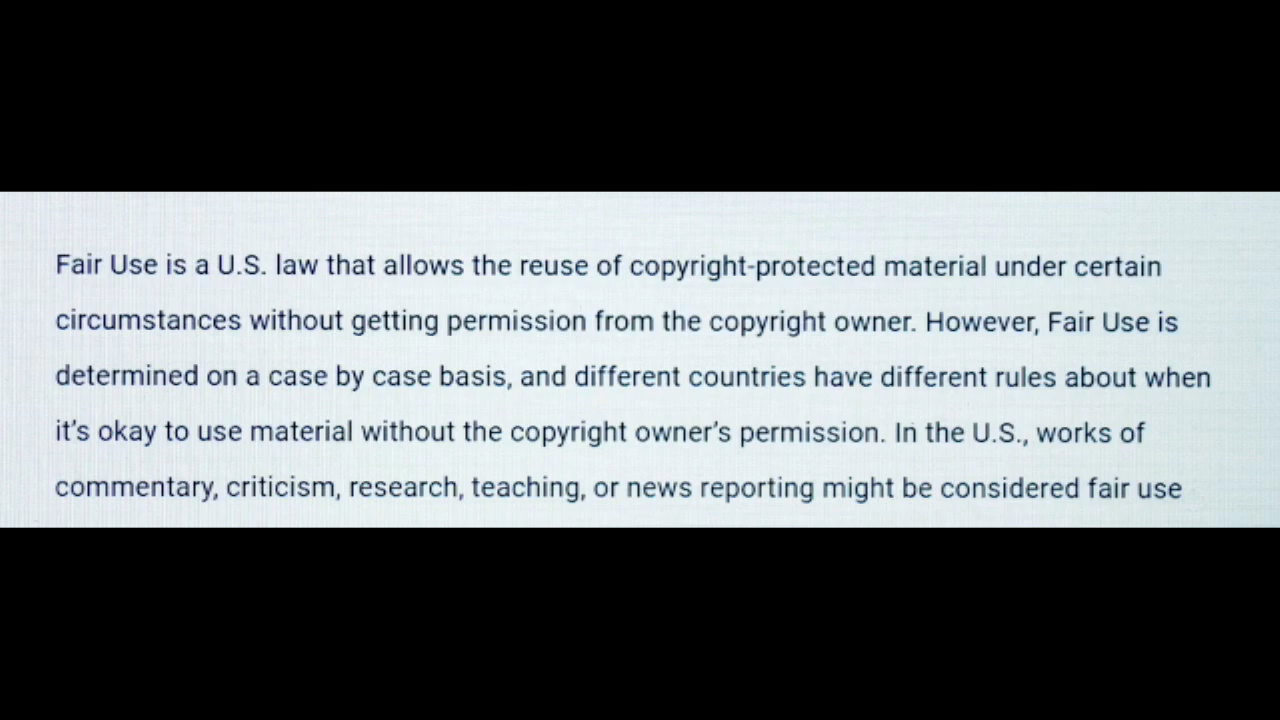 Fair Use is a U.S. law that allows the reuse of copyright-protected material under certain
circumstances without getting permission from the copyright owner. However, Fair Use is
determined on a case by case basis, and different countries have different rules about when
it’s okay to use material without the copyright owner’s permission. In the U.S., works of
commentary, criticism, research, teaching, or news reporting might be considered fair use